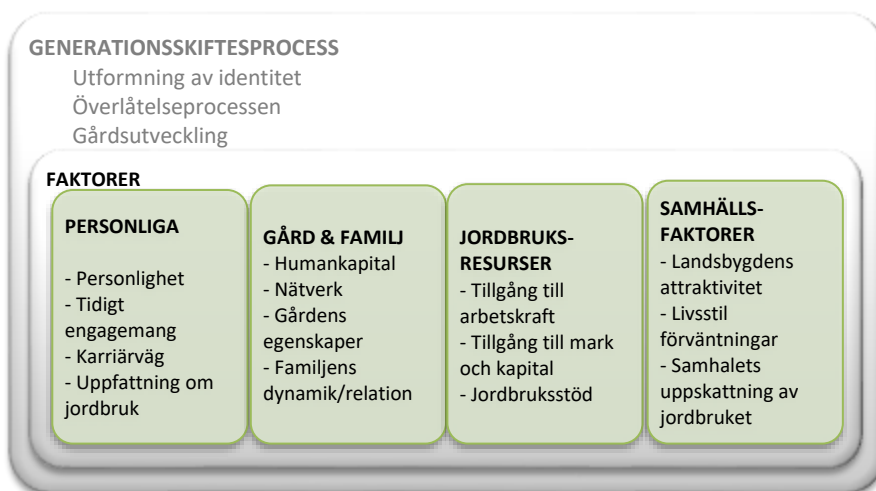 GENERATIONSSKIFTESPROCESS
Utformning av identitet
Överlåtelseprocessen
Gårdsutveckling
FAKTORER
PERSONLIGA
- Personlighet
- Tidigt
engagemang
- Karriärväg
- Uppfattning om
jordbruk
GÅRD & FAMILJ
- Humankapital
- Nätverk
- Gårdens
egenskaper
- Familjens
dynamik/relation
JORDBRUKS-
RESURSER
- Tillgång till
arbetskraft
- Tillgång till mark
och kapital
- Jordbruksstöd
SAMHÄLLS-
FAKTORER
- Landsbygdens
attraktivitet
- Livsstil
förväntningar
- Samhalets
uppskattning av
jordbruket